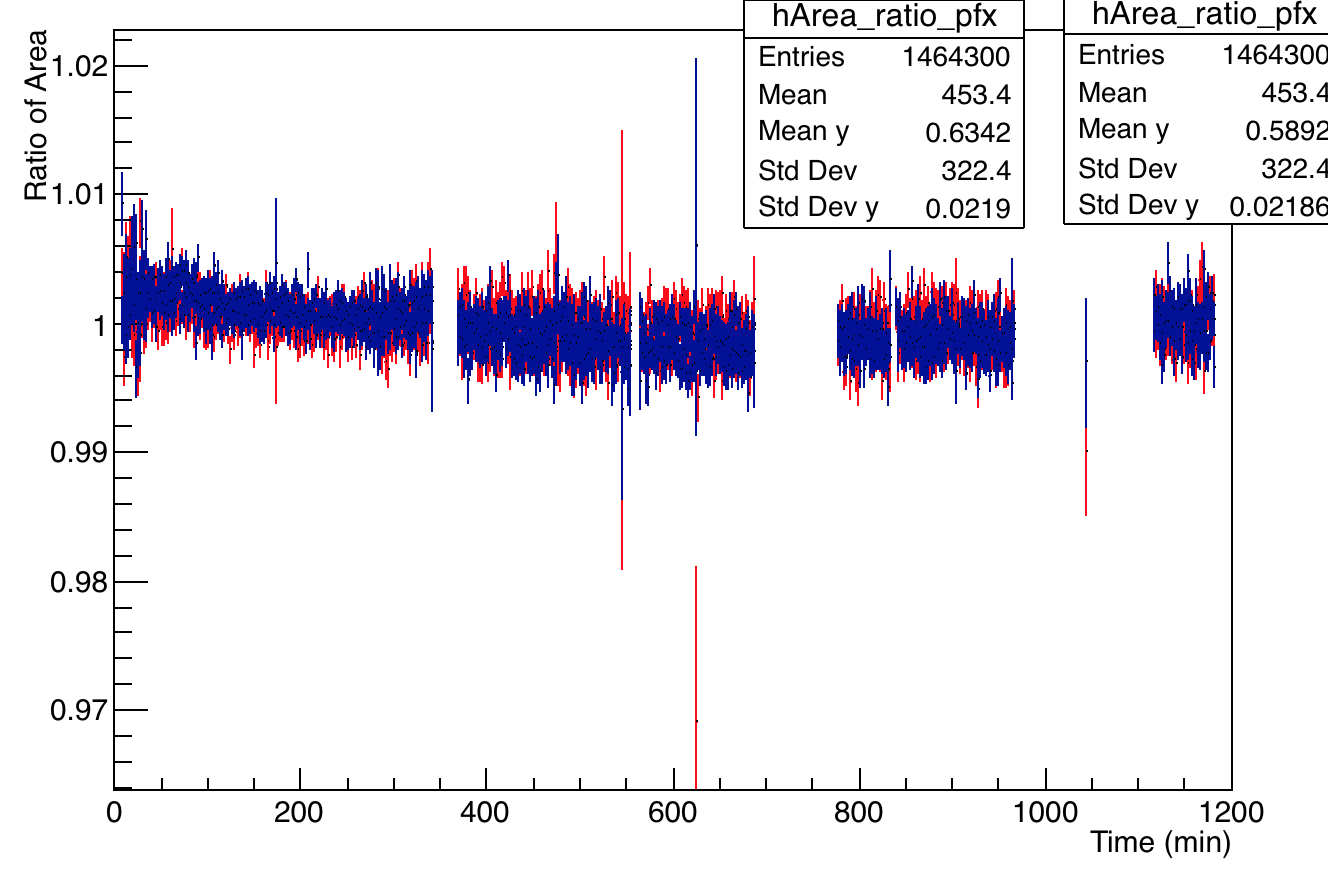 hArea_ratio_pfx
Entries 1464300
Mean 453.4
Mean y 0.6342
Std Dev 322.4
Std Dev y 0.0219
hArea_ratio_pfx
Entries 1464300
Mean 453.4
Mean y 0.5892
Std Dev 322.4
Std Dev y 0.02186
Ratio of Area
1.02
1.01
1
0.99
0.98
0.97
0 200 400 600 800 1000 1200
Time (min)